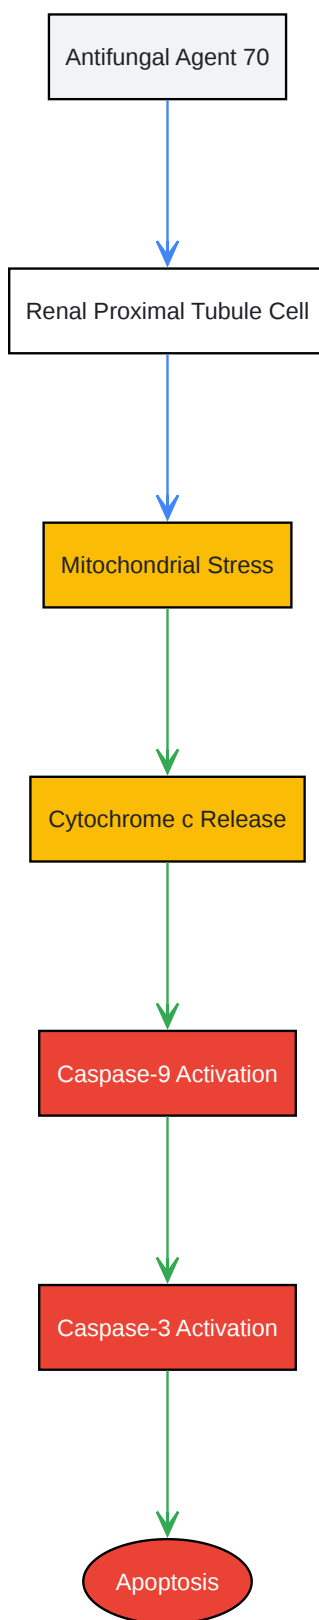 Antifungal Agent 70
Renal Proximal Tubule Cell
Mitochondrial Stress
Cytochrome c Release
Caspase-9 Activation
Caspase-3 Activation
Apoptosis